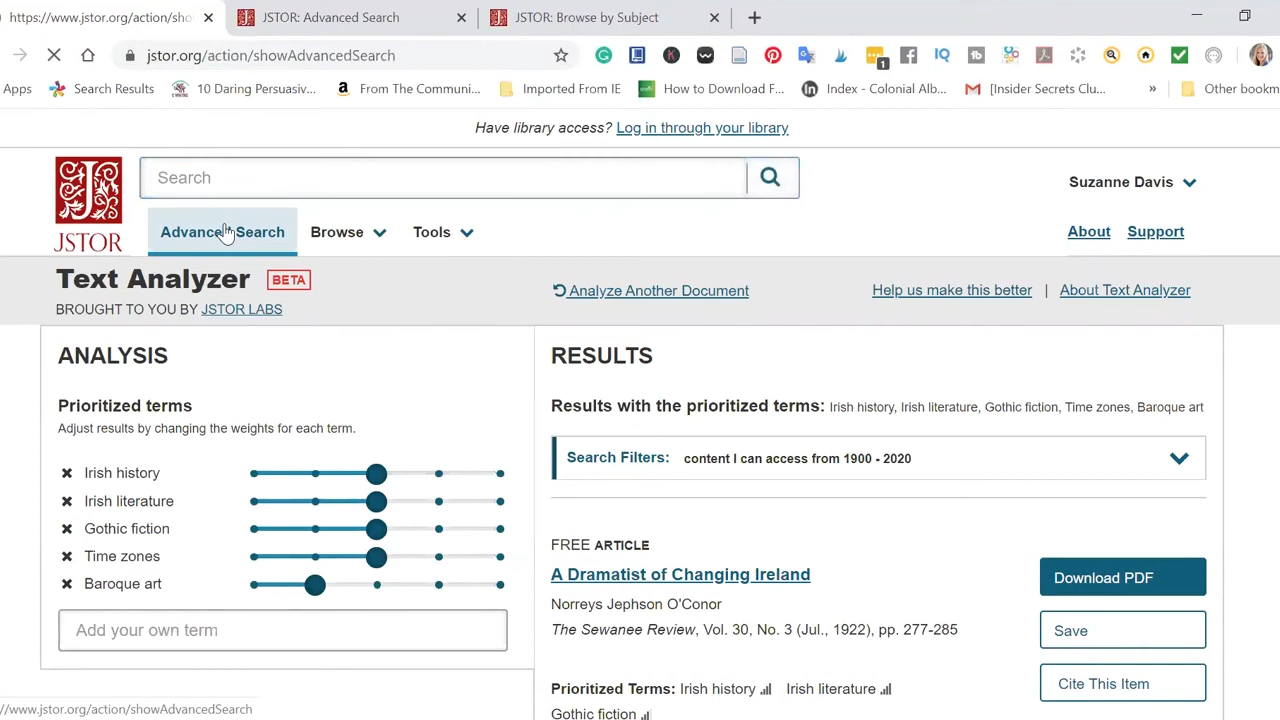 https://www.jstor.org/action/sho
JSTOR: Advanced Search
JSTOR: Browse by Subject
jstor.org/action/showAdvancedSearch
1
Apps
Search Results
10 Daring Persuasiv...
From The Communi...
Imported From IE
How to Download F...
Index - Colonial Alb...
[Insider Secrets Clu...
»
Other bookm
Have library access? Log in through your library
Search
Suzanne Davis
JSTOR
Advanced Search
Browse
Tools
About
Support
Text Analyzer BETA
BROUGHT TO YOU BY JSTOR LABS
Analyze Another Document
Help us make this better | About Text Analyzer
ANALYSIS
Prioritized terms
Adjust results by changing the weights for each term.
Irish history
Irish literature
Gothic fiction
Time zones
Baroque art
Add your own term
RESULTS
Results with the prioritized terms: Irish history, Irish literature, Gothic fiction, Time zones, Baroque art
Search Filters: content I can access from 1900 - 2020
FREE ARTICLE
A Dramatist of Changing Ireland
Norreys Jephson O'Conor
The Sewanee Review, Vol. 30, No. 3 (Jul., 1922), pp. 277-285
Prioritized Terms: Irish history Irish literature
Gothic fiction
Download PDF
Save
Cite This Item
//www.jstor.org/action/showAdvancedSearch